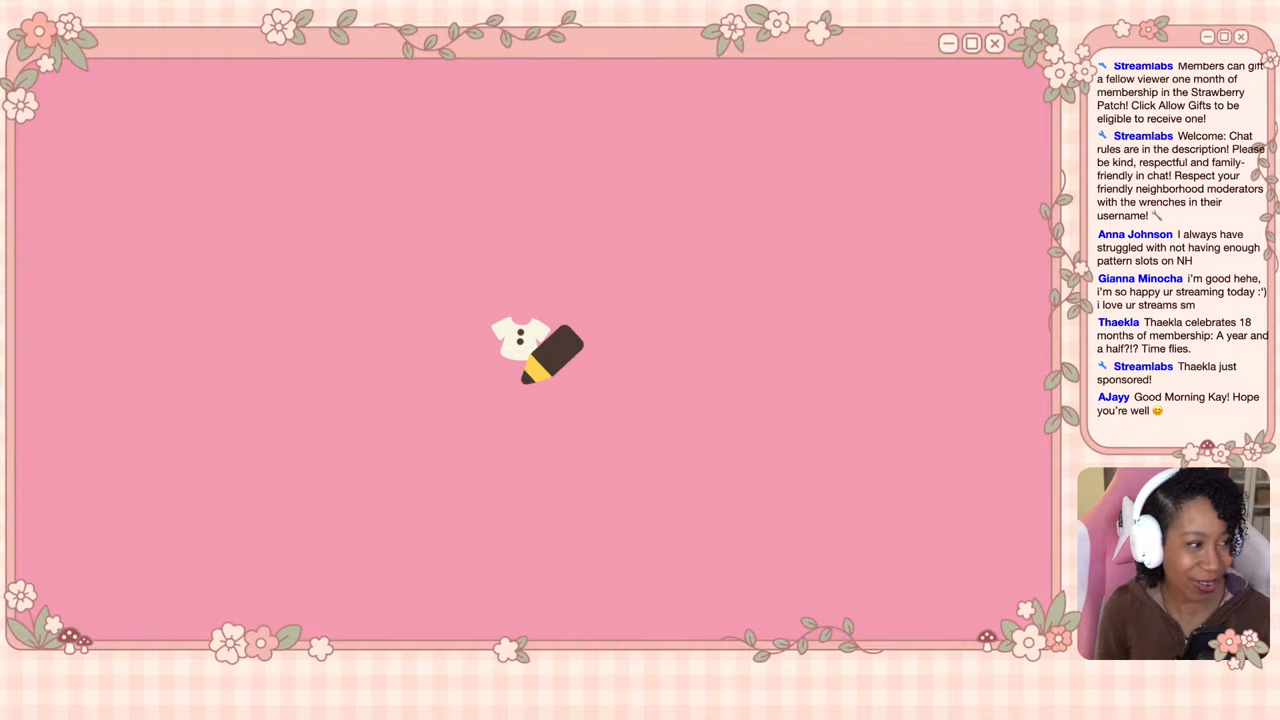 Streamlabs Members can gift
a fellow viewer one month of
membership in the Strawberry
Patch! Click Allow Gifts to be
eligible to receive one!
Streamlabs Welcome: Chat
rules are in the description! Please
be kind, respectful and family-
friendly in chat! Respect your
friendly neighborhood moderators
with the wrenches in their
username! 🔧
Anna Johnson I always have
struggled with not having enough
pattern slots on NH
Gianna Minocha i'm good hehe,
i'm so happy ur streaming today :')
i love ur streams sm
Thaekla Thaekla celebrates 18
months of membership: A year and
a half?!? Time flies.
Streamlabs Thaekla just
sponsored!
AJayy Good Morning Kay! Hope
you're well 😊